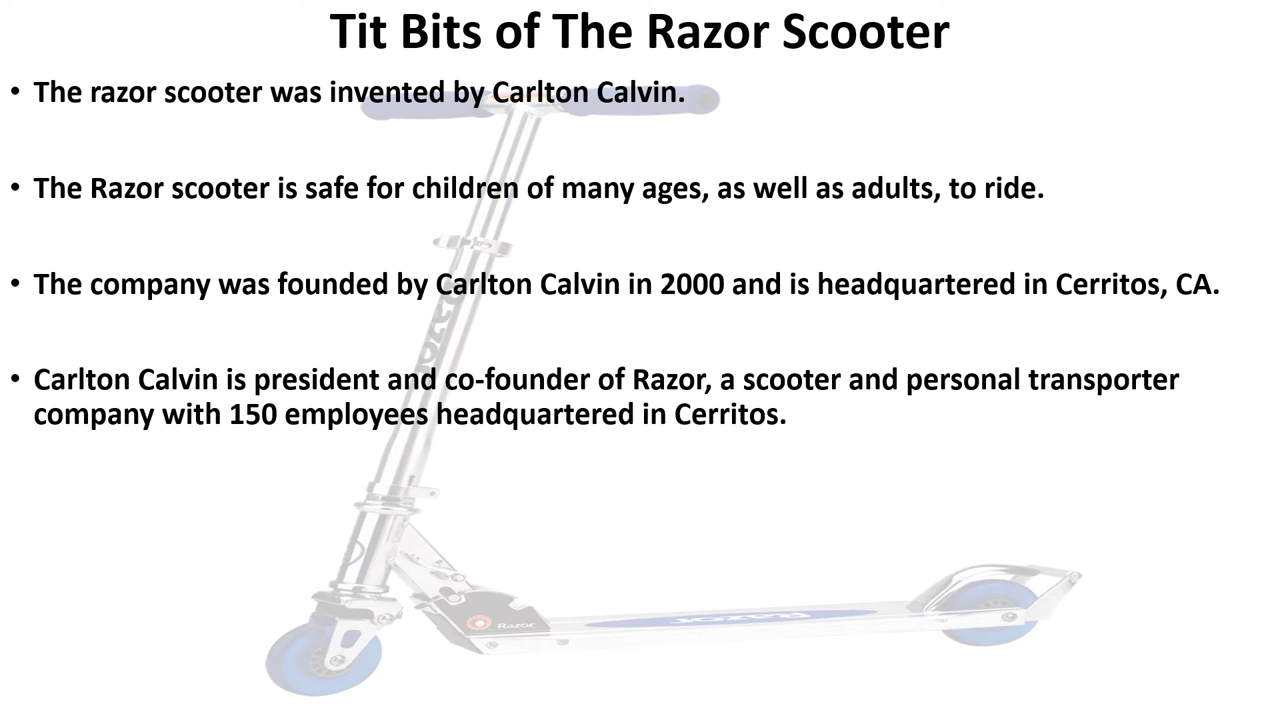 Tit Bits of The Razor Scooter
• The razor scooter was invented by Carlton Calvin.
• The Razor scooter is safe for children of many ages, as well as adults, to ride.
• The company was founded by Carlton Calvin in 2000 and is headquartered in Cerritos, CA.
• Carlton Calvin is president and co-founder of Razor, a scooter and personal transporter
company with 150 employees headquartered in Cerritos.
Razor
Razor
Razor